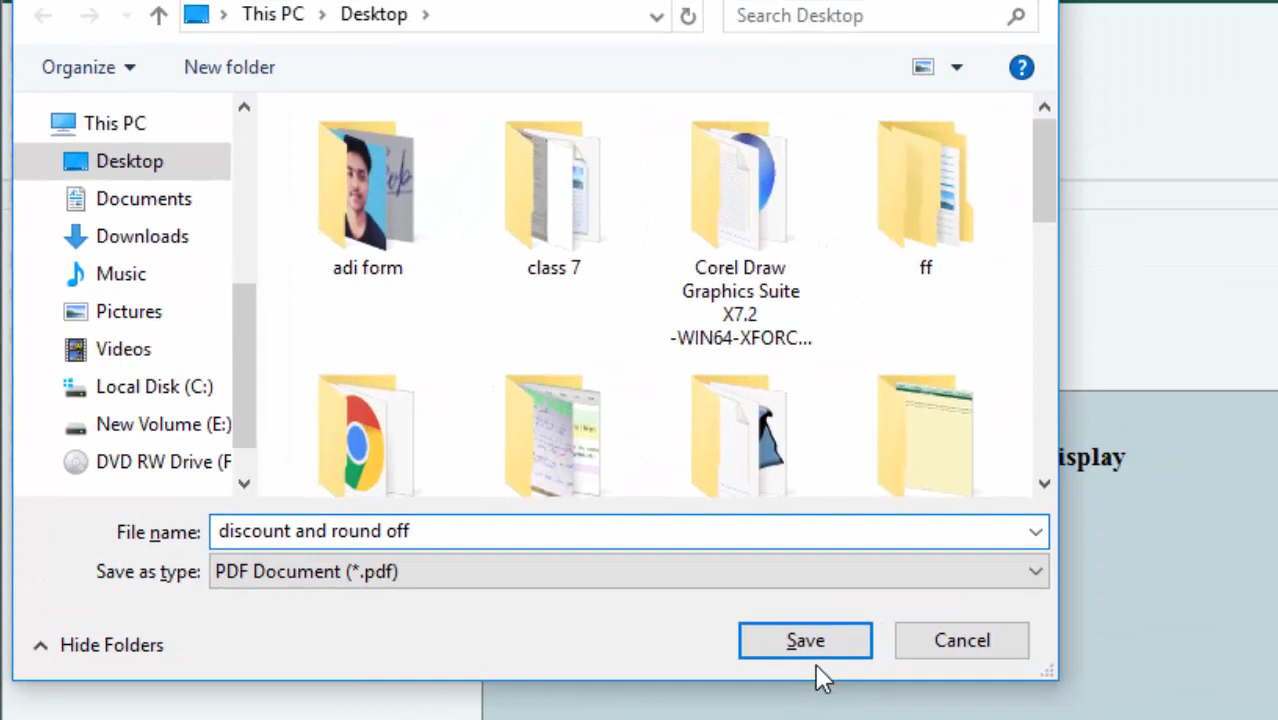 This PC > Desktop >
Search Desktop
Organize
New folder
This PC
Desktop
Documents
Downloads
Music
Pictures
Videos
Local Disk (C:)
New Volume (E:)
DVD RW Drive (F
adi form
class 7
Corel Draw
Graphics Suite
X7.2
-WIN64-XFORC...
ff
isplay
File name: discount and round off
Save as type: PDF Document (*.pdf)
Hide Folders
Save
Cancel